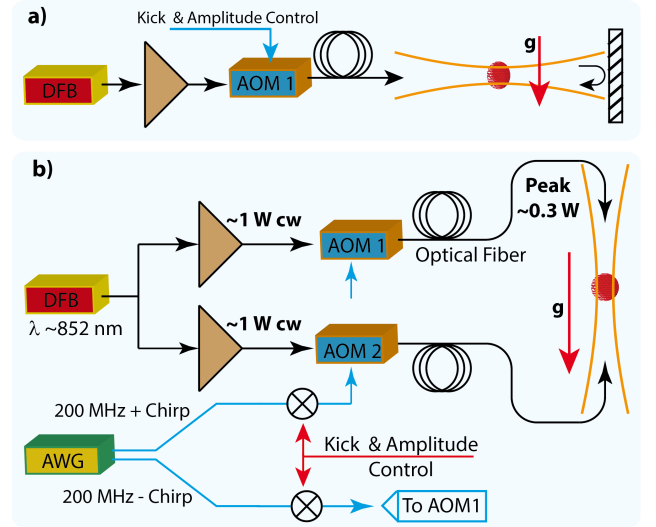 a)
Kick & Amplitude Control
DFB
AOM 1
g
b)
~1 W cw
AOM 1
Optical Fiber
Peak
~0.3 W
DFB
λ ~852 nm
~1 W cw
AOM 2
g
200 MHz + Chirp
AWG
Kick & Amplitude
Control
200 MHz - Chirp
To AOM1